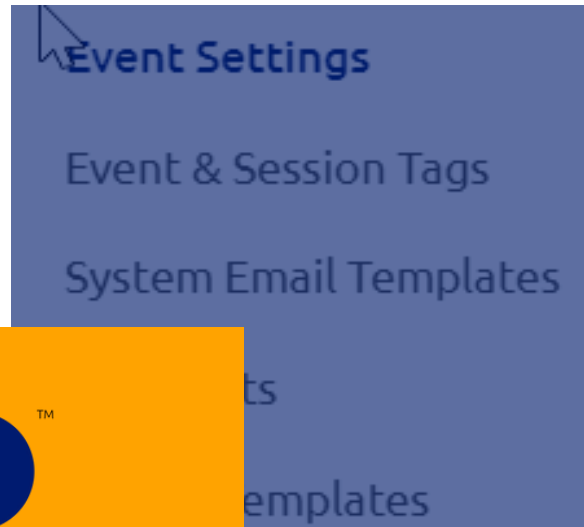 Event Settings
Event & Session Tags
System Email Templates
ts
TM
emplates